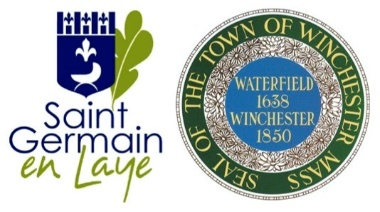 Saint
Germain
en Laye
SEAL OF THE TOWN OF WINCHESTER MASS
WATERFIELD
1638
WINCHESTER
1850